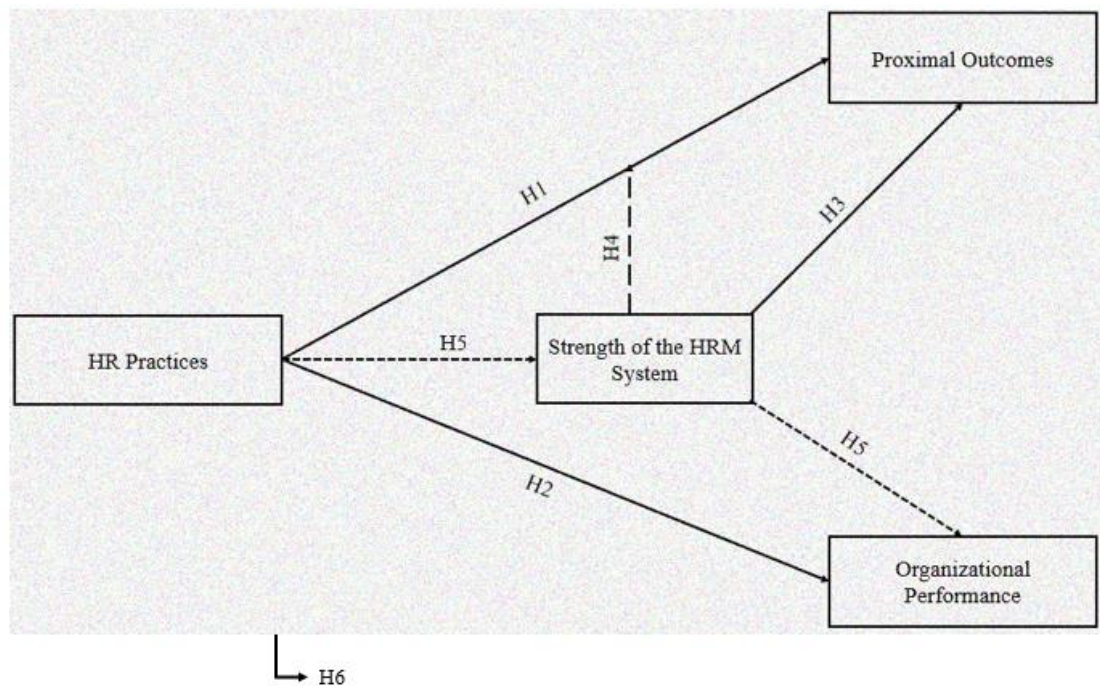 Proximal Outcomes
H1
H3
H4
HR Practices
H5
Strength of the HRM
System
H5
H2
Organizational
Performance
H6